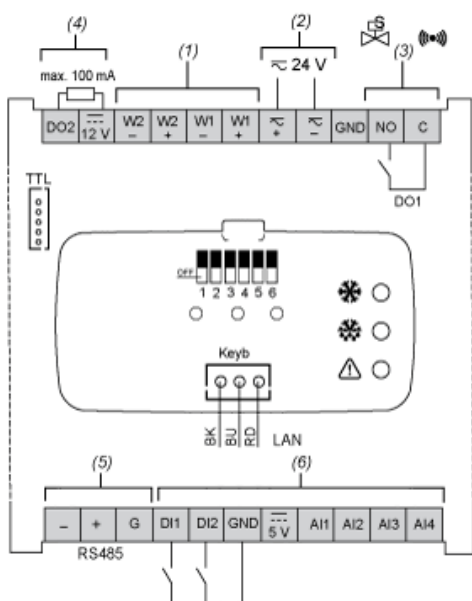 (4)
(1)
(2)
(3)
S
max. 100 mA
24 V
DO2 12 V W2 − W2 + W1 − W1 + + − GND NO C
DO1
TTL
OFF
1 2 3 4 5 6
Keyb
BK BU RD LAN
(5)
(6)
− + G DI1 DI2 GND 5 V AI1 AI2 AI3 AI4
RS485